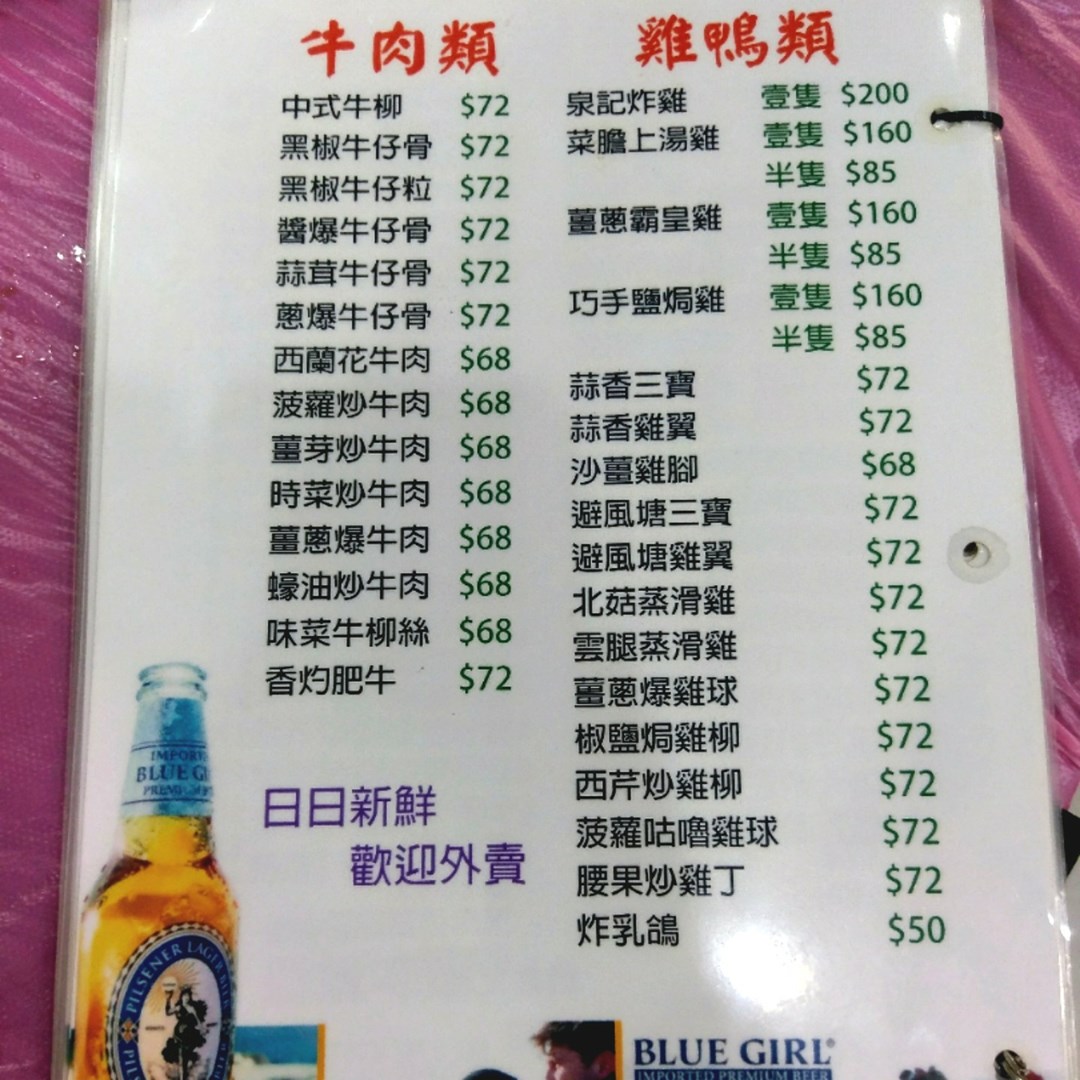 牛肉類
中式牛柳 $72
黑椒牛仔骨 $72
黑椒牛仔粒 $72
醬爆牛仔骨 $72
蒜茸牛仔骨 $72
蔥爆牛仔骨 $72
西蘭花牛肉 $68
菠蘿炒牛肉 $68
薑芽炒牛肉 $68
時菜炒牛肉 $68
薑蔥爆牛肉 $68
蠔油炒牛肉 $68
味菜牛柳絲 $68
香灼肥牛 $72
日日新鮮
歡迎外賣
雞鴨類
泉記炸雞 壹隻 $200
菜膽上湯雞 壹隻 $160
半隻 $85
薑蔥霸皇雞 壹隻 $160
半隻 $85
巧手鹽焗雞 壹隻 $160
半隻 $85
蒜香三寶 $72
蒜香雞翼 $72
沙薑雞腳 $68
避風塘三寶 $72
避風塘雞翼 $72
北菇蒸滑雞 $72
雲腿蒸滑雞 $72
薑蔥爆雞球 $72
椒鹽焗雞柳 $72
西芹炒雞柳 $72
菠蘿咕嚕雞球 $72
腰果炒雞丁 $72
炸乳鴿 $50
BLUE
PILSENER LAGER
BLUE GIRL
IMPORTED PREMIUM BEER